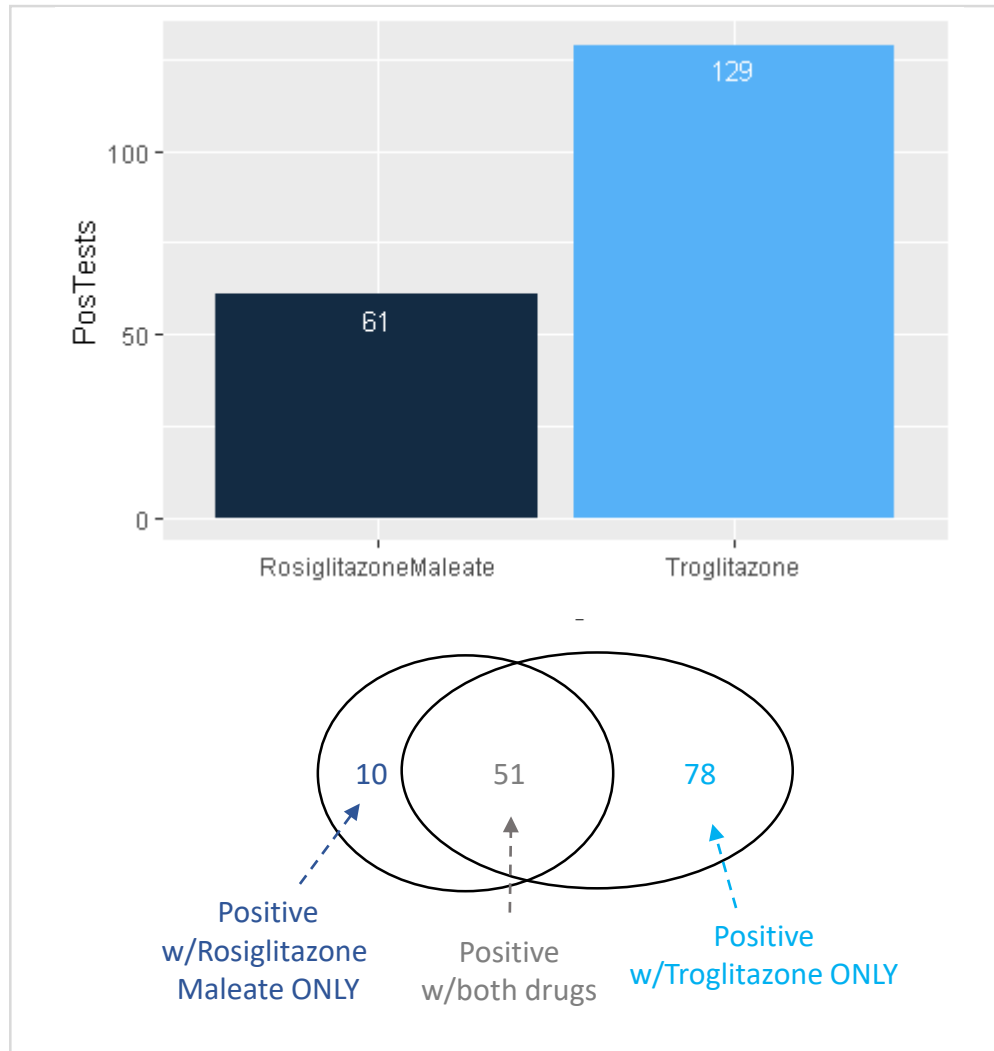 129
100
PosTests
61
50
0
RosiglitazoneMaleate Troglitazone
10 51 78
Positive
w/Rosiglitazone
Maleate ONLY
Positive
w/both drugs
Positive
w/Troglitazone ONLY